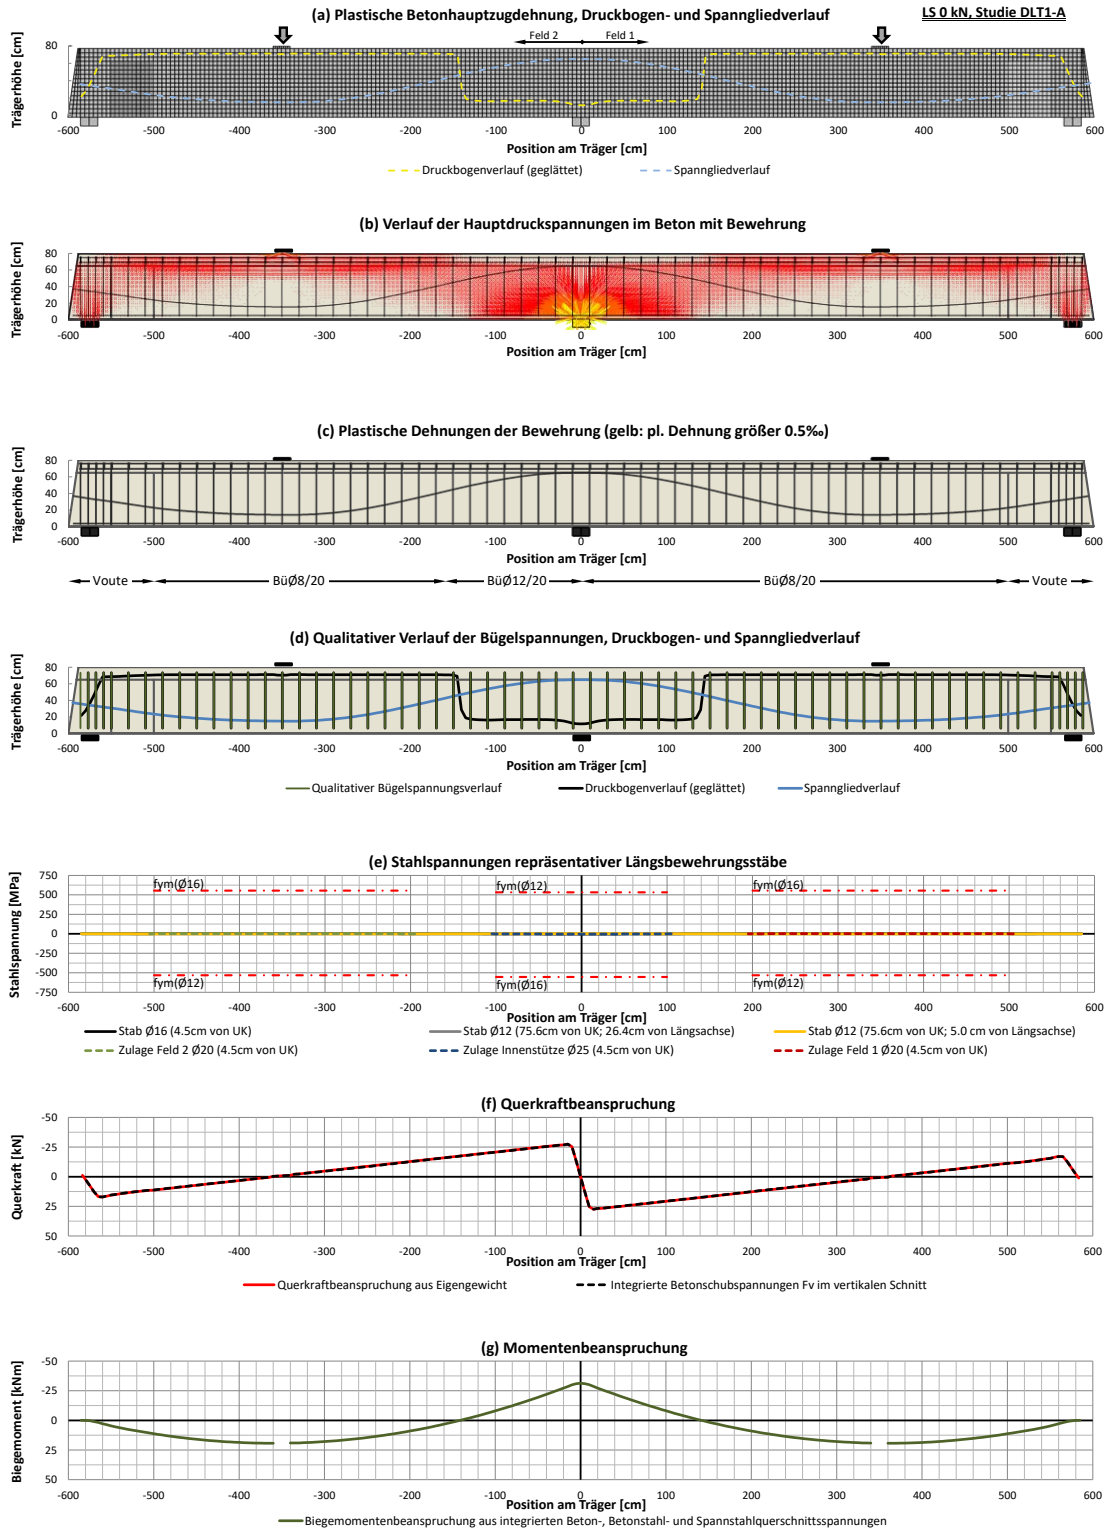 (a) Plastische Betonhauptzugdehnung, Druckbogen- und Spanngliedverlauf
LS 0 kN, Studie DLT1-A
Feld 2
Feld 1
Trägerhöhe [cm]
80
0
-600 -500 -400 -300 -200 -100 0 100 200 300 400 500 600
Position am Träger [cm]
Druckbogenverlauf (geglättet)
Spanngliedverlauf
(b) Verlauf der Hauptdruckspannungen im Beton mit Bewehrung
Trägerhöhe [cm]
80
60
40
20
0
-600 -500 -400 -300 -200 -100 0 100 200 300 400 500 600
Position am Träger [cm]
(c) Plastische Dehnungen der Bewehrung (gelb: pl. Dehnung größer 0.5‰)
Trägerhöhe [cm]
80
60
40
20
0
-600 -500 -400 -300 -200 -100 0 100 200 300 400 500 600
Position am Träger [cm]
Voute
BüØ8/20
BüØ12/20
BüØ8/20
Voute
(d) Qualitativer Verlauf der Bügelspannungen, Druckbogen- und Spanngliedverlauf
Trägerhöhe [cm]
80
60
40
20
0
-600 -500 -400 -300 -200 -100 0 100 200 300 400 500 600
Position am Träger [cm]
Qualitativer Bügelspannungsverlauf
Druckbogenverlauf (geglättet)
Spanngliedverlauf
(e) Stahlspannungen repräsentativer Längsbewehrungsstäbe
Stahlspannung [MPa]
750
500
250
0
-250
-500
-750
fym(Ø16)
fym(Ø12)
fym(Ø16)
fym(Ø12)
fym(Ø16)
fym(Ø12)
-600 -500 -400 -300 -200 -100 0 100 200 300 400 500 600
Position am Träger [cm]
Stab Ø16 (4.5cm von UK)
Stab Ø12 (75.6cm von UK; 26.4cm von Längsachse)
Stab Ø12 (75.6cm von UK; 5.0 cm von Längsachse)
Zulage Feld 2 Ø20 (4.5cm von UK)
Zulage Innenstütze Ø25 (4.5cm von UK)
Zulage Feld 1 Ø20 (4.5cm von UK)
(f) Querkraftbeanspruchung
Querkraft [kN]
-50
-25
0
25
50
-600 -500 -400 -300 -200 -100 0 100 200 300 400 500 600
Position am Träger [cm]
Querkraftbeanspruchung aus Eigengewicht
Integrierte Betonschubspannungen Fv im vertikalen Schnitt
(g) Momentenbeanspruchung
Biegemoment [kNm]
-50
-25
0
25
50
-600 -500 -400 -300 -200 -100 0 100 200 300 400 500 600
Position am Träger [cm]
Biegemomentenbeanspruchung aus integrierten Beton-, Betonstahl- und Spannstahlquerschnittsspannungen